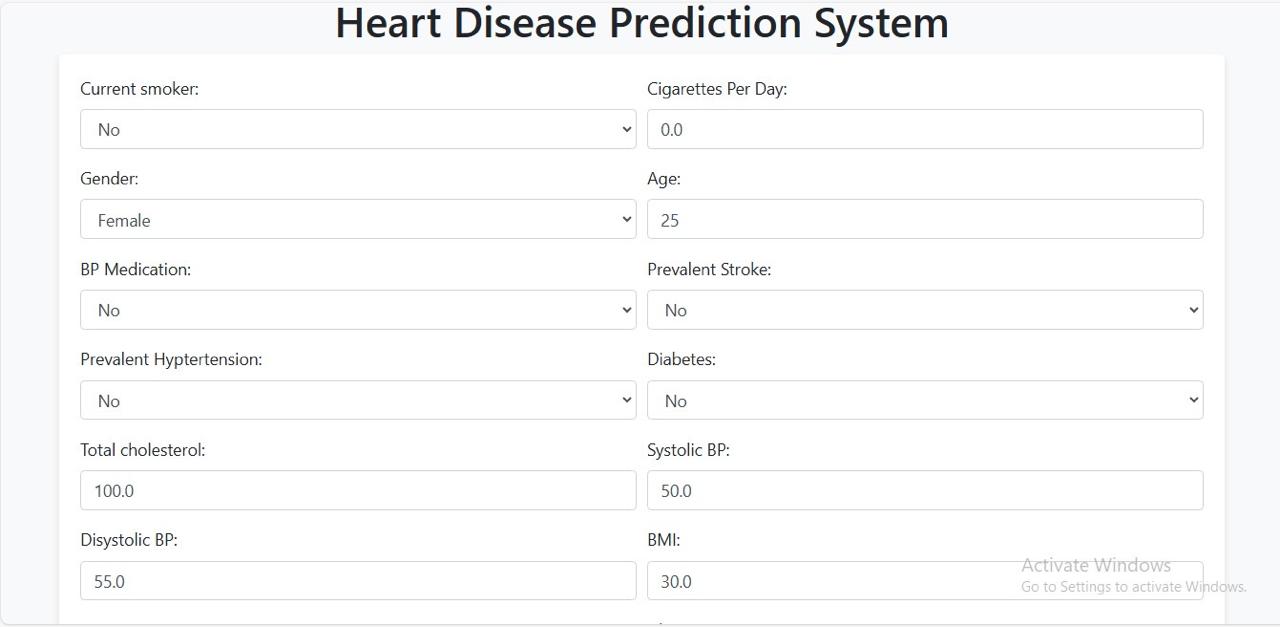 Heart Disease Prediction System
Current smoker:
Cigarettes Per Day:
No
0.0
Gender:
Age:
Female
25
BP Medication:
Prevalent Stroke:
No
No
Prevalent Hyptertension:
Diabetes:
No
No
Total cholesterol:
Systolic BP:
100.0
50.0
Disystolic BP:
BMI:
55.0
30.0
Activate Windows
Go to Settings to activate Windows.